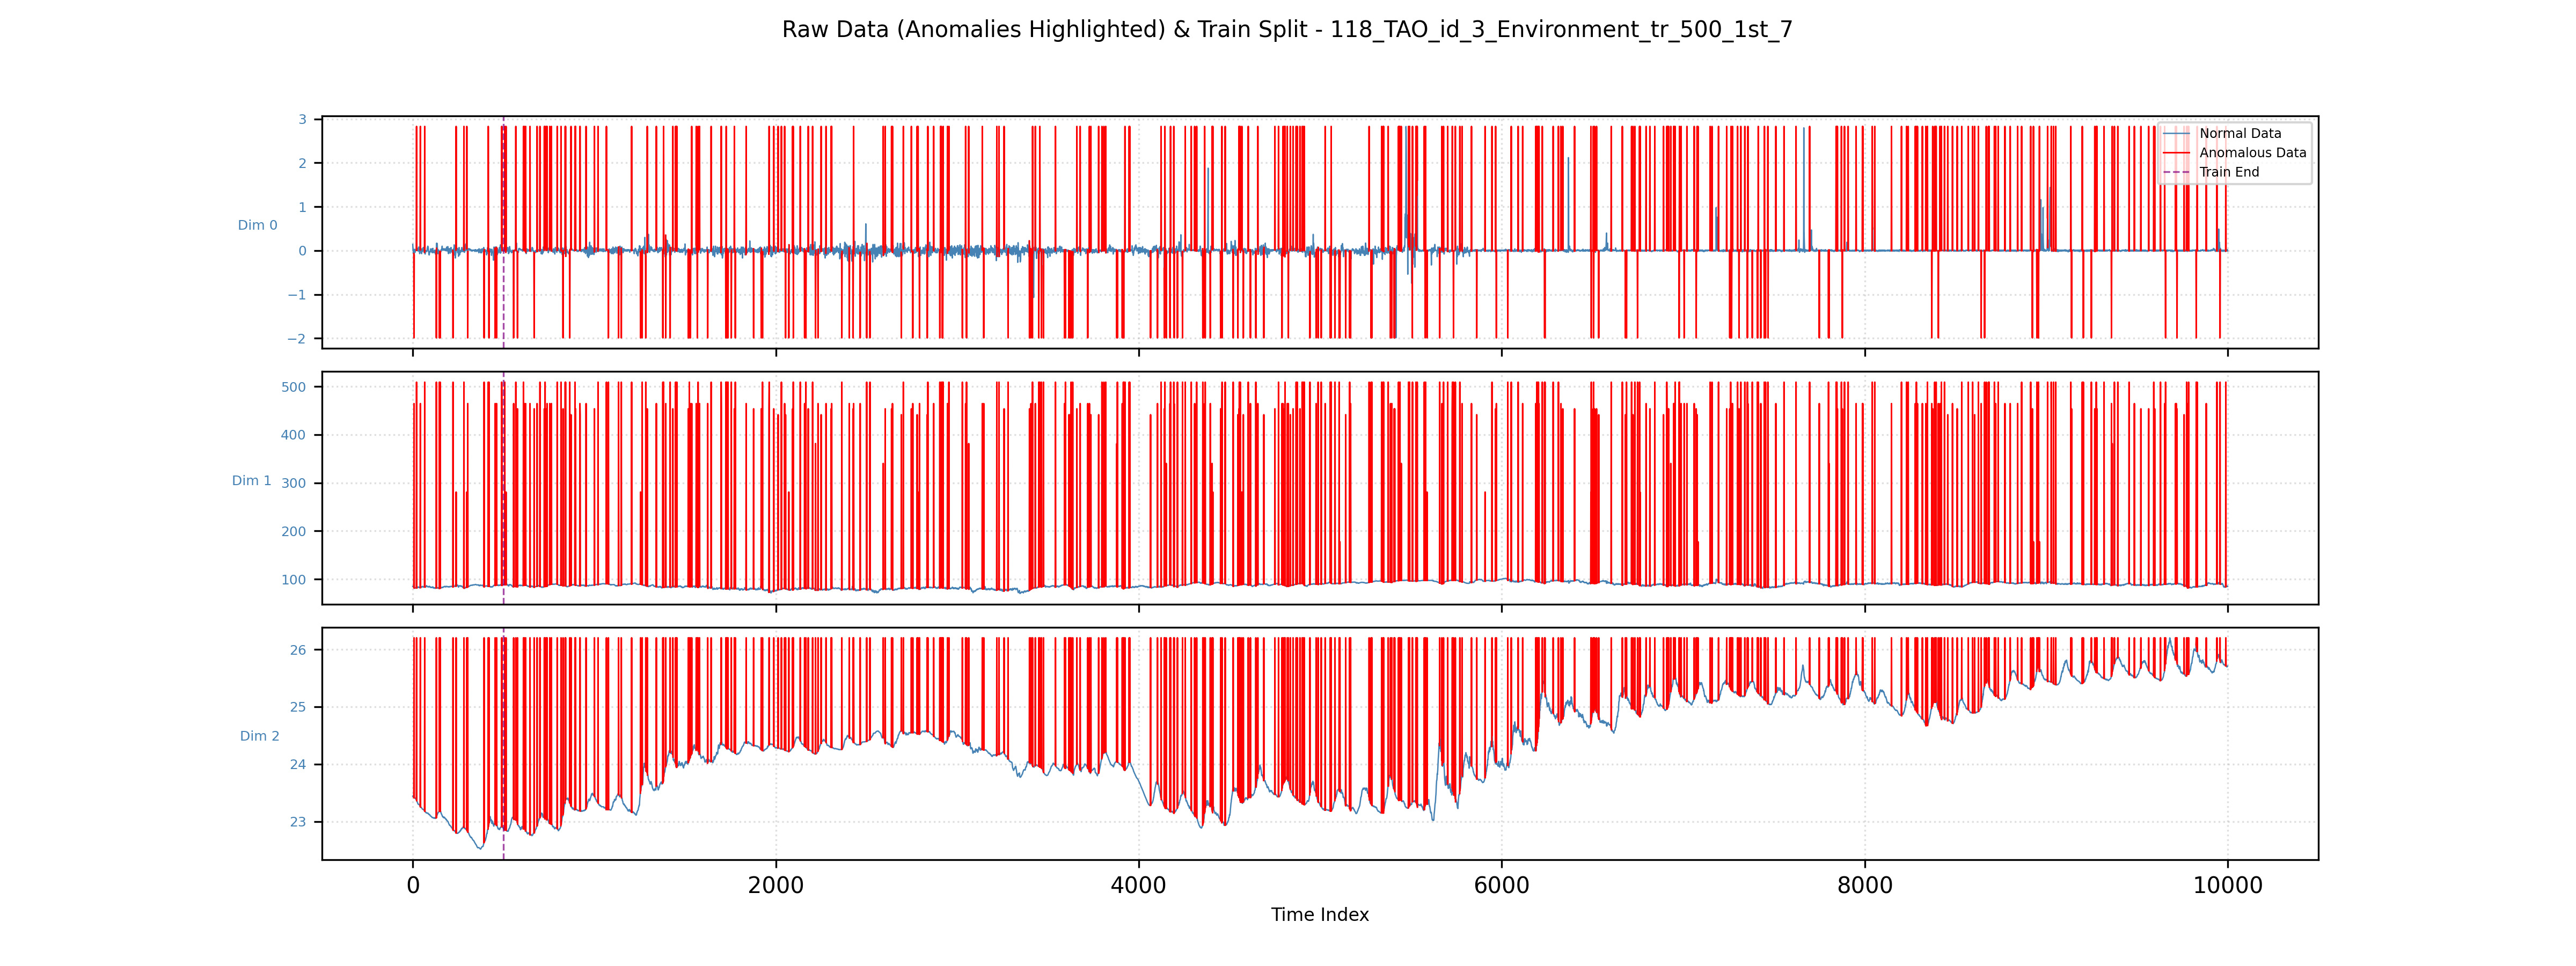 Raw Data (Anomalies Highlighted) & Train Split - 118_TAO_id_3_Environment_tr_500_1st_7
3
2
1
0
−1
−2
Dim 0
Normal Data
Anomalous Data
Train End
500
400
300
200
100
Dim 1
26
25
24
23
Dim 2
0 2000 4000 6000 8000 10000
Time Index